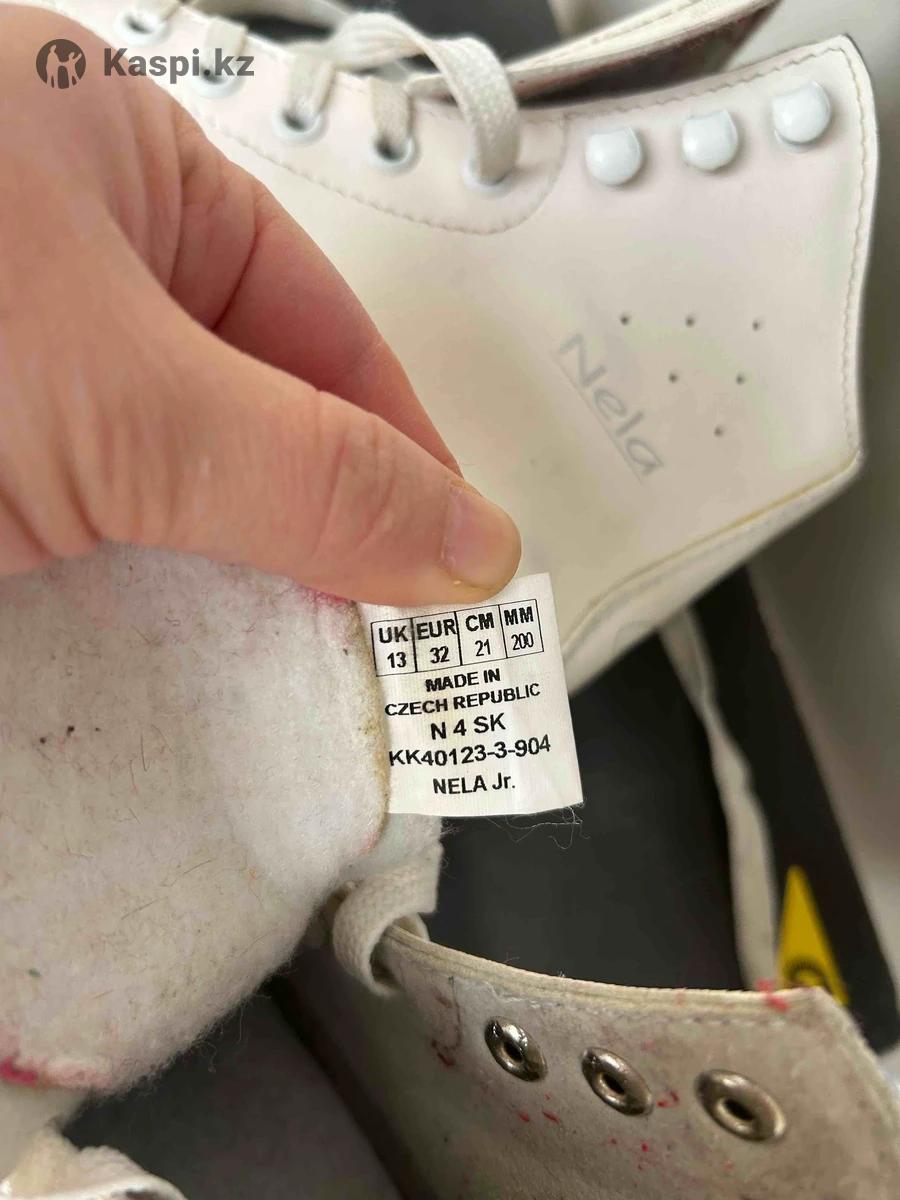 Kaspi.kz
Nela
UK EUR CM MM
13 32 21 200
MADE IN
CZECH REPUBLIC
N 4 SK
KK40123-3-904
NELA Jr.